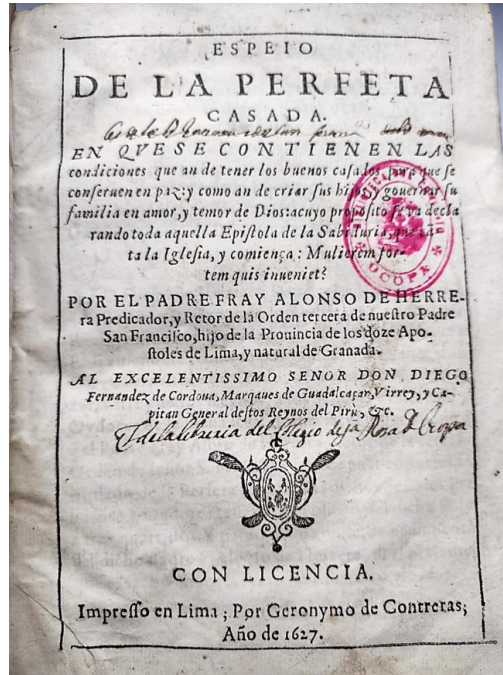 ESPEIO
DE LA PERFETA
CASADA.
EN QVE SE CONTIENEN LAS
condiciones que an de tener los buenos casados, para que se
conseruen en paz: y como an de criar sus hijos, y gouernar su
familia en amor, y temor de Dios: acuyo proposito se va decla
rando toda aquella Epistola de la Sabiduria, que cã-
ta la Iglesia, y comiença: Mulierem for-
tem quis inueniet?
POR EL PADRE FRAY ALONSO DE HERRE-
ra Predicador, y Retor de la Orden tercera de nuestro Padre
San Francisco, hijo de la Prouincia de los doze Apo-
stoles de Lima, y natural de Granada.
AL EXCELENTISSIMO SENOR DON DIEGO
Fernandez de Cordoua, Marques de Guadalcaçar, Virrey, y Ca-
pitan General destos Reynos del Piru, &c.
de la libreria del Colegio de Sta Rosa d Ocopa
CON LICENCIA.
Impresso en Lima; Por Geronymo de Contreras;
Año de 1627.
OCOPA